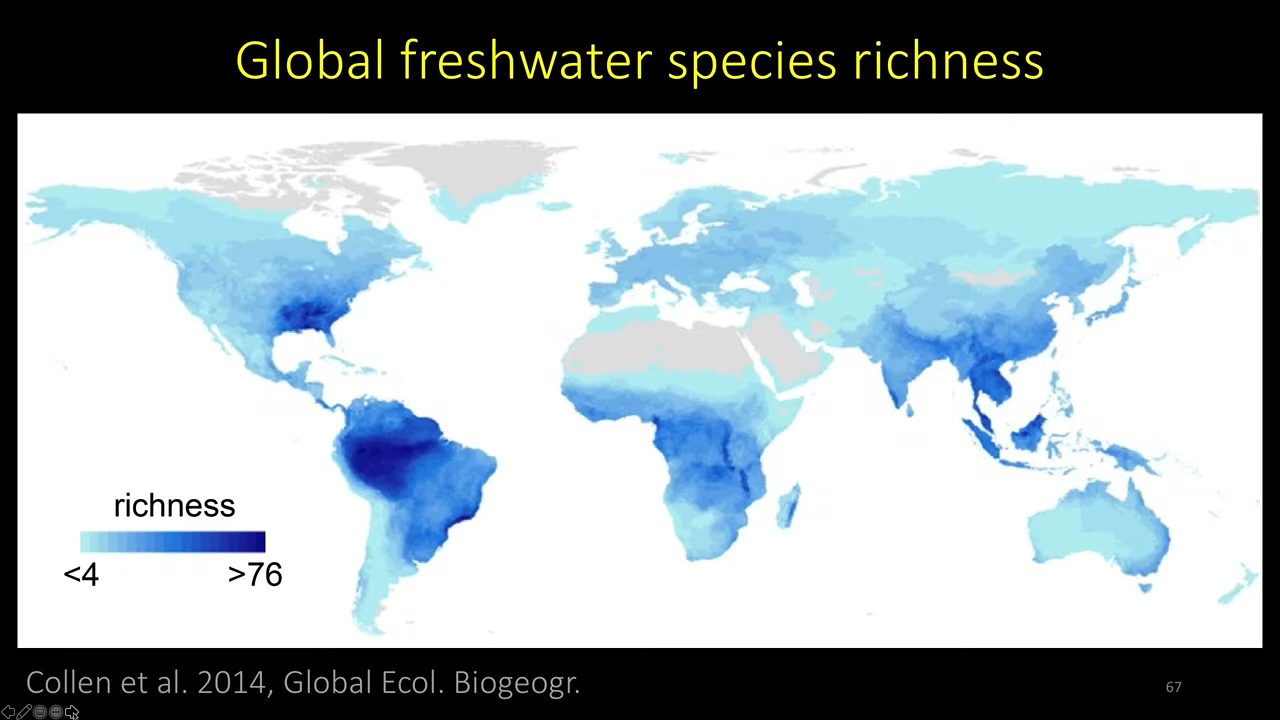 Global freshwater species richness
richness
<4 >76
Collen et al. 2014, Global Ecol. Biogeogr.
67